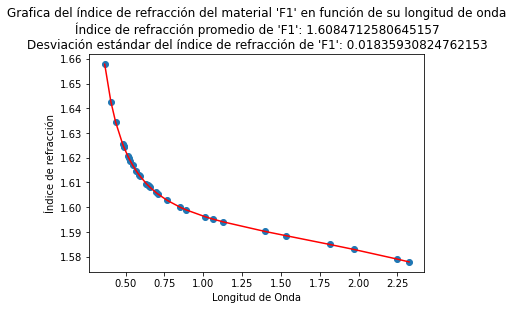 Grafica del índice de refracción del material 'F1' en función de su longitud de onda
Índice de refracción promedio de 'F1': 1.6084712580645157
Desviación estándar del índice de refracción de 'F1': 0.01835930824762153
1.66
1.65
1.64
1.63
1.62
1.61
1.60
1.59
1.58
Índice de refracción
0.50 0.75 1.00 1.25 1.50 1.75 2.00 2.25
Longitud de Onda